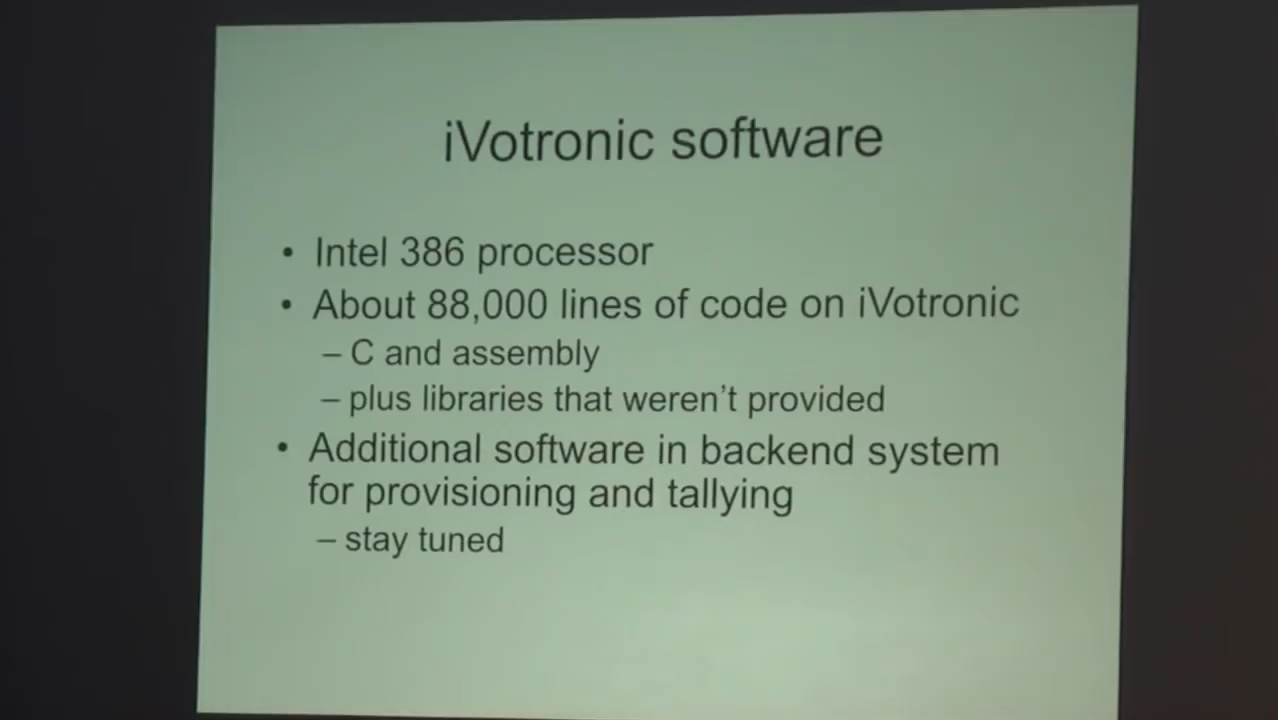 iVotronic software
• Intel 386 processor
• About 88,000 lines of code on iVotronic
– C and assembly
– plus libraries that weren't provided
• Additional software in backend system
for provisioning and tallying
– stay tuned